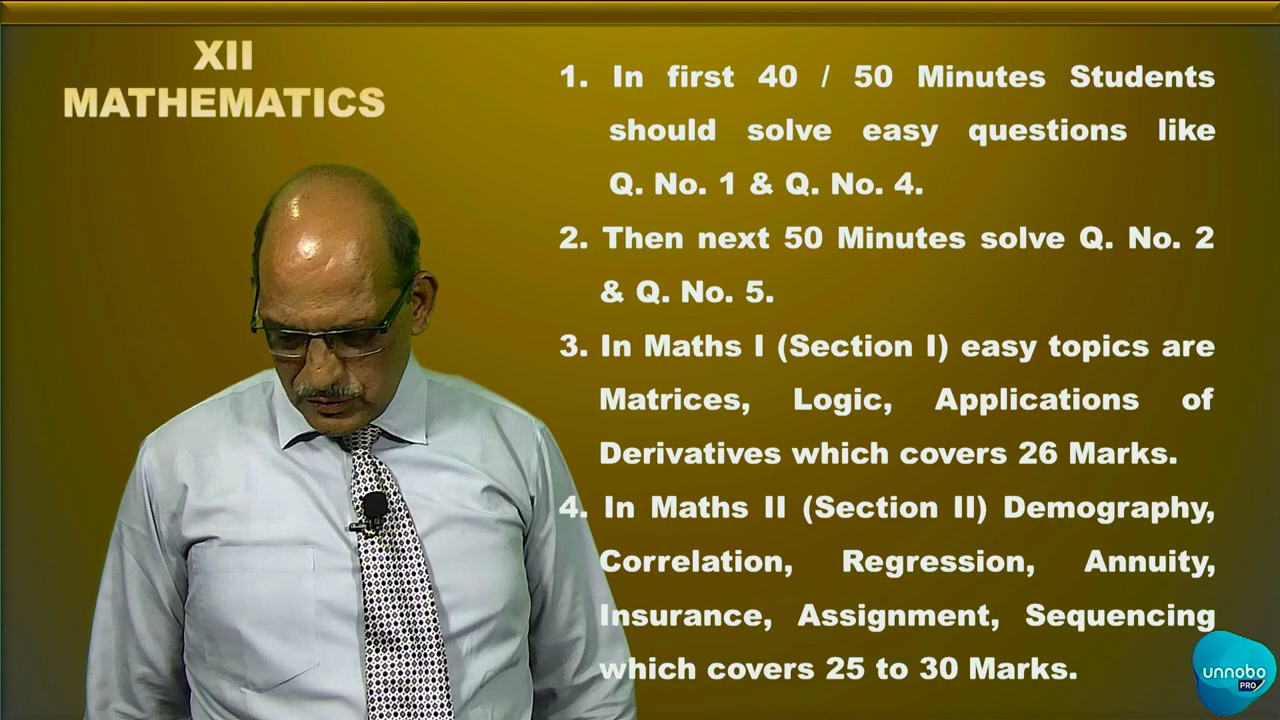 XII
MATHEMATICS
1. In first 40 / 50 Minutes Students
should solve easy questions like
Q. No. 1 & Q. No. 4.
2. Then next 50 Minutes solve Q. No. 2
& Q. No. 5.
3. In Maths I (Section I) easy topics are
Matrices, Logic, Applications of
Derivatives which covers 26 Marks.
4. In Maths II (Section II) Demography,
Correlation, Regression, Annuity,
Insurance, Assignment, Sequencing
which covers 25 to 30 Marks.
unnobo
PRO